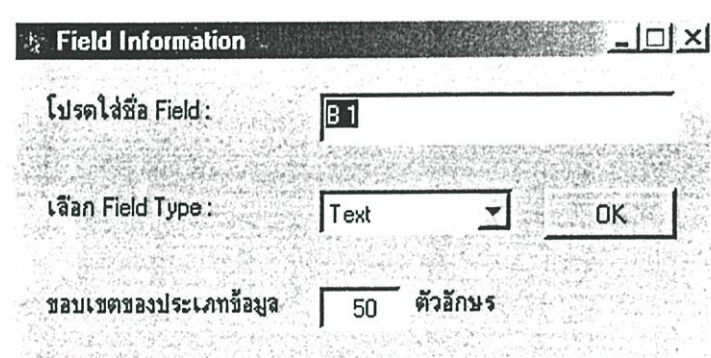 Field Information
โปรดใส่ชื่อ Field : B1
เลือก Field Type : Text OK
ขอบเขตของประเภทข้อมูล 50 ตัวอักษร